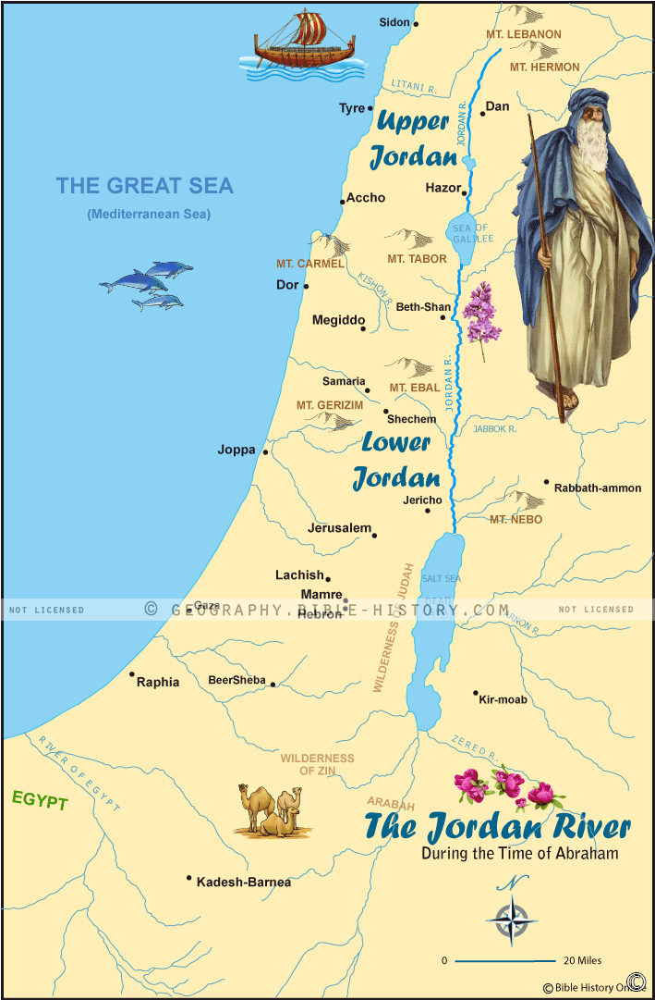 Sidon
MT. LEBANON
MT. HERMON
LITANI R.
Tyre
Dan
JORDAN R.
Upper
Jordan
THE GREAT SEA
(Mediterranean Sea)
Accho
Hazor
SEA OF
GALILEE
MT. CARMEL
MT. TABOR
KISHON R.
Dor
Beth-Shan
Megiddo
JORDAN R.
Samaria
MT. EBAL
MT. GERIZIM
Shechem
JABBOK R.
Lower
Jordan
Joppa
Rabbath-ammon
Jericho
MT. NEBO
Jerusalem
Lachish
SALT SEA
WILDERNESS OF JUDAH
Mamre
(DEAD)
Gaza
Hebron
NOT LICENSED
© GEOGRAPHY.BIBLE-HISTORY.COM
NOT LICENSED
ARNON R.
Raphia
BeerSheba
Kir-moab
ZERED R.
RIVER OF EGYPT
WILDERNESS
OF ZIN
EGYPT
ARABAH
The Jordan River
During the Time of Abraham
Kadesh-Barnea
N
0 20 Miles
© Bible History Online
©